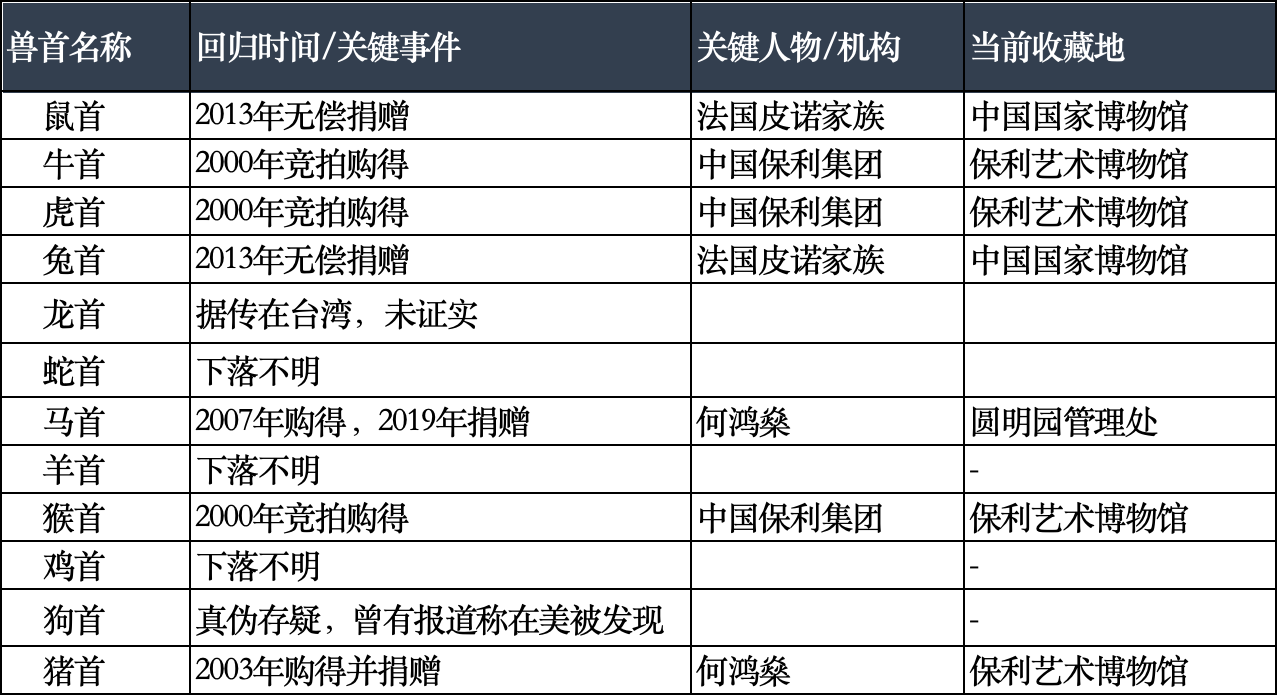 兽首名称 回归时间/关键事件 关键人物/机构 当前收藏地
鼠首 2013年无偿捐赠 法国皮诺家族 中国国家博物馆
牛首 2000年竞拍购得 中国保利集团 保利艺术博物馆
虎首 2000年竞拍购得 中国保利集团 保利艺术博物馆
兔首 2013年无偿捐赠 法国皮诺家族 中国国家博物馆
龙首 据传在台湾，未证实
蛇首 下落不明
马首 2007年购得，2019年捐赠 何鸿燊 圆明园管理处
羊首 下落不明 -
猴首 2000年竞拍购得 中国保利集团 保利艺术博物馆
鸡首 下落不明 -
狗首 真伪存疑，曾有报道称在美被发现 -
猪首 2003年购得并捐赠 何鸿燊 保利艺术博物馆